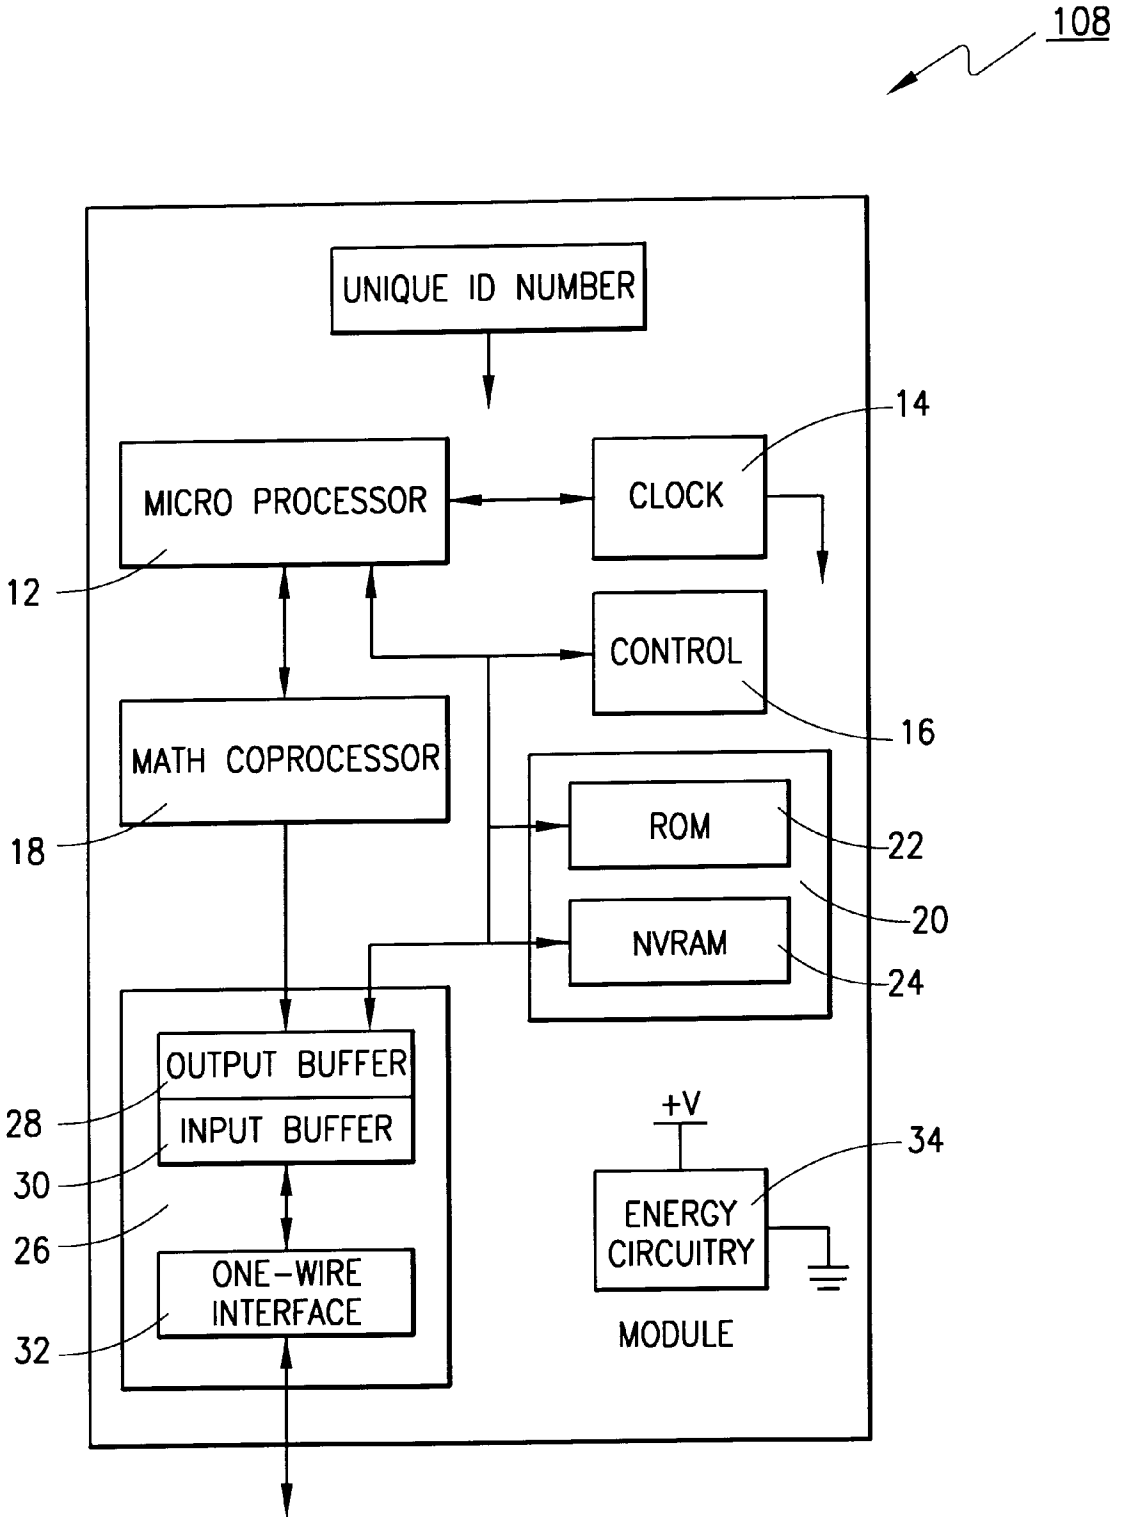 108
UNIQUE ID NUMBER
14
MICRO PROCESSOR
CLOCK
12
CONTROL
16
MATH COPROCESSOR
18
ROM
22
20
NVRAM
24
OUTPUT BUFFER
28
INPUT BUFFER
30
26
+V
34
ENERGY
CIRCUITRY
ONE-WIRE
INTERFACE
32
MODULE